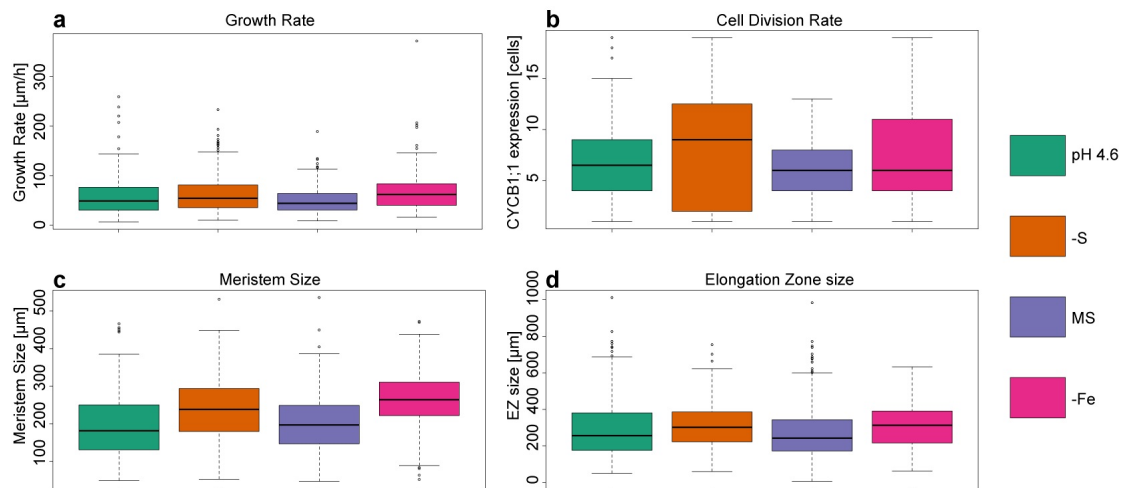 a
Growth Rate
Growth Rate [µm/h]
300
200
100
0
b
Cell Division Rate
CYCB1;1 expression [cells]
15
10
5
pH 4.6
-S
MS
-Fe
c
Meristem Size
Meristem Size [µm]
500
400
300
200
100
d
Elongation Zone size
EZ size [µm]
1000
800
600
400
200
0